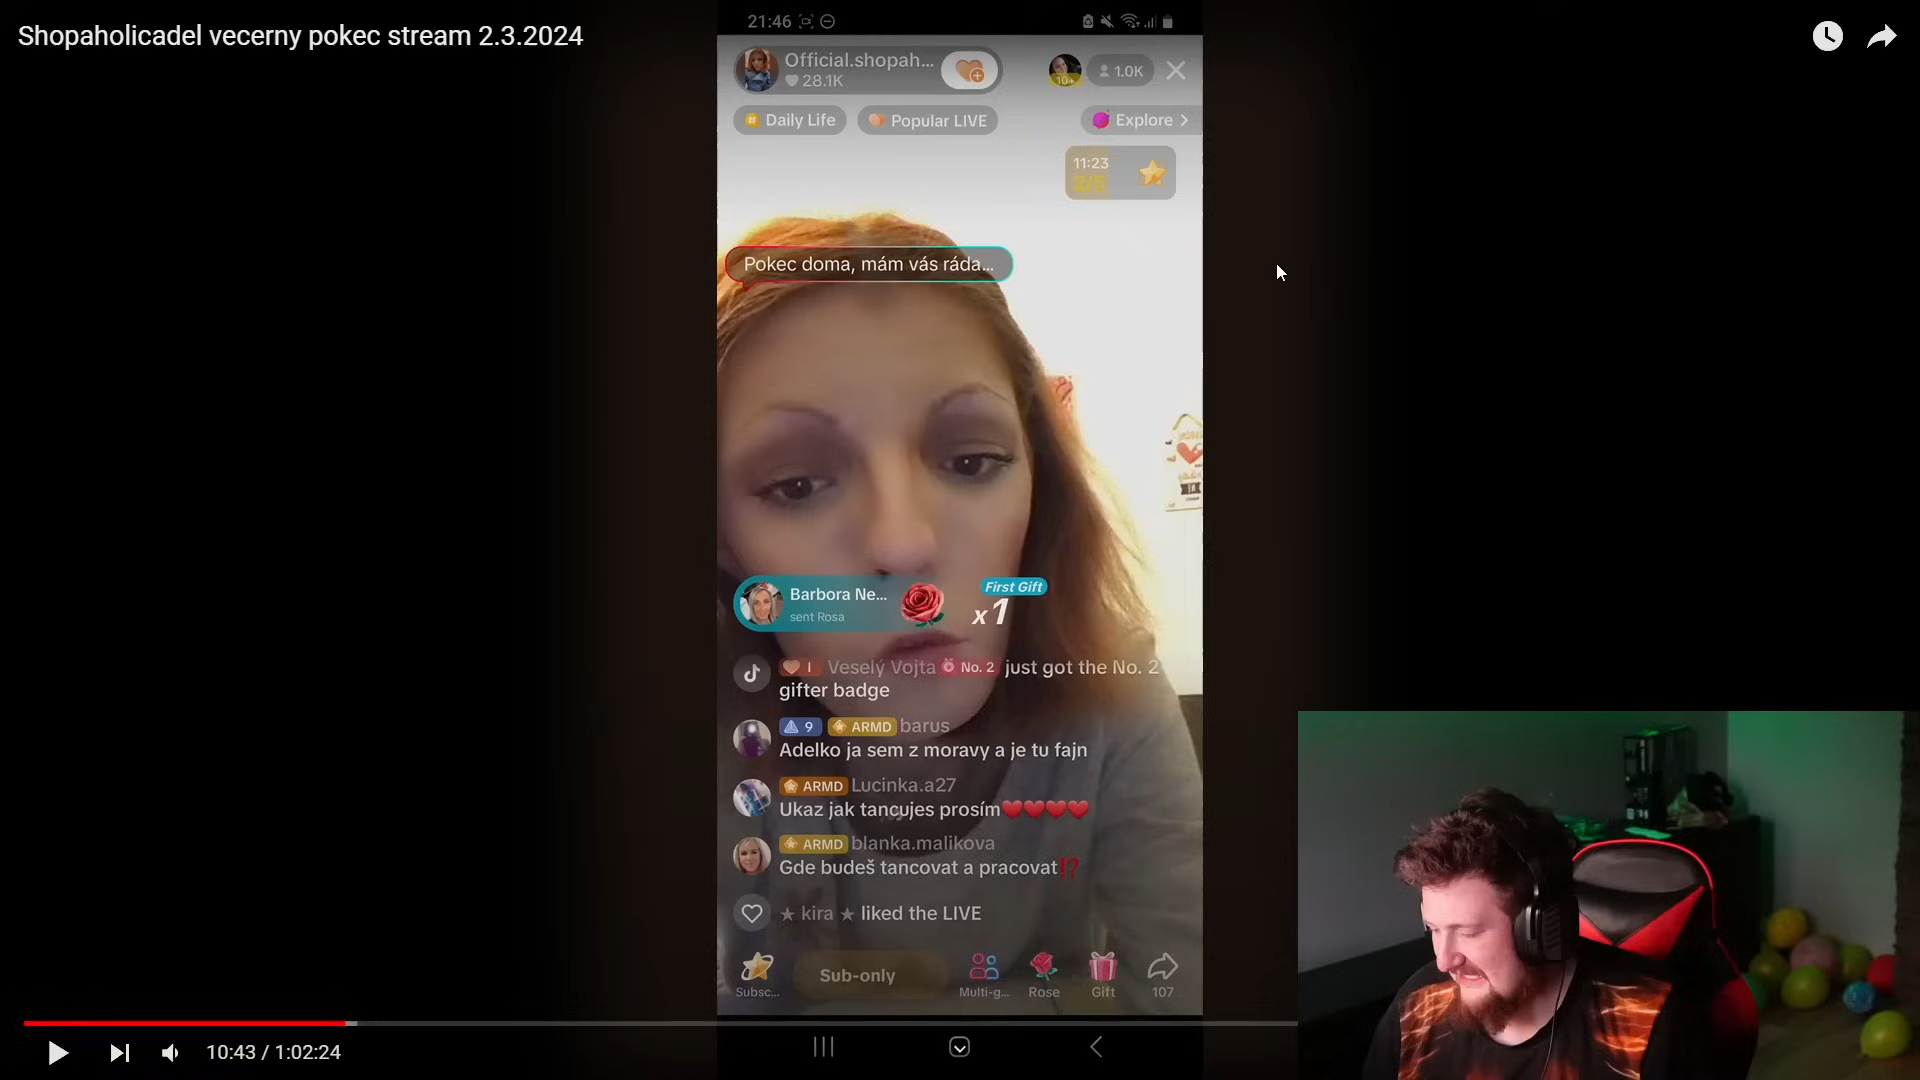 Shopaholicadel vecerny pokec stream 2.3.2024
21:46
Official.shopah...
28.1K
10+
1.0K
Daily Life
Popular LIVE
Explore >
11:23
2/5
Pokec doma, mám vás ráda...
Barbora Ne...
sent Rosa
First Gift
x1
I Veselý Vojta No. 2 just got the No. 2
gifter badge
9 ARMD barus
Adelko ja sem z moravy a je tu fajn
ARMD Lucinka.a27
Ukaz jak tancujes prosím❤❤❤❤
ARMD blanka.malikova
Gde budeš tancovat a pracovat⁉
★ kira ★ liked the LIVE
Sub-only
Subsc...
Multi-g...
Rose
Gift
107
10:43 / 1:02:24